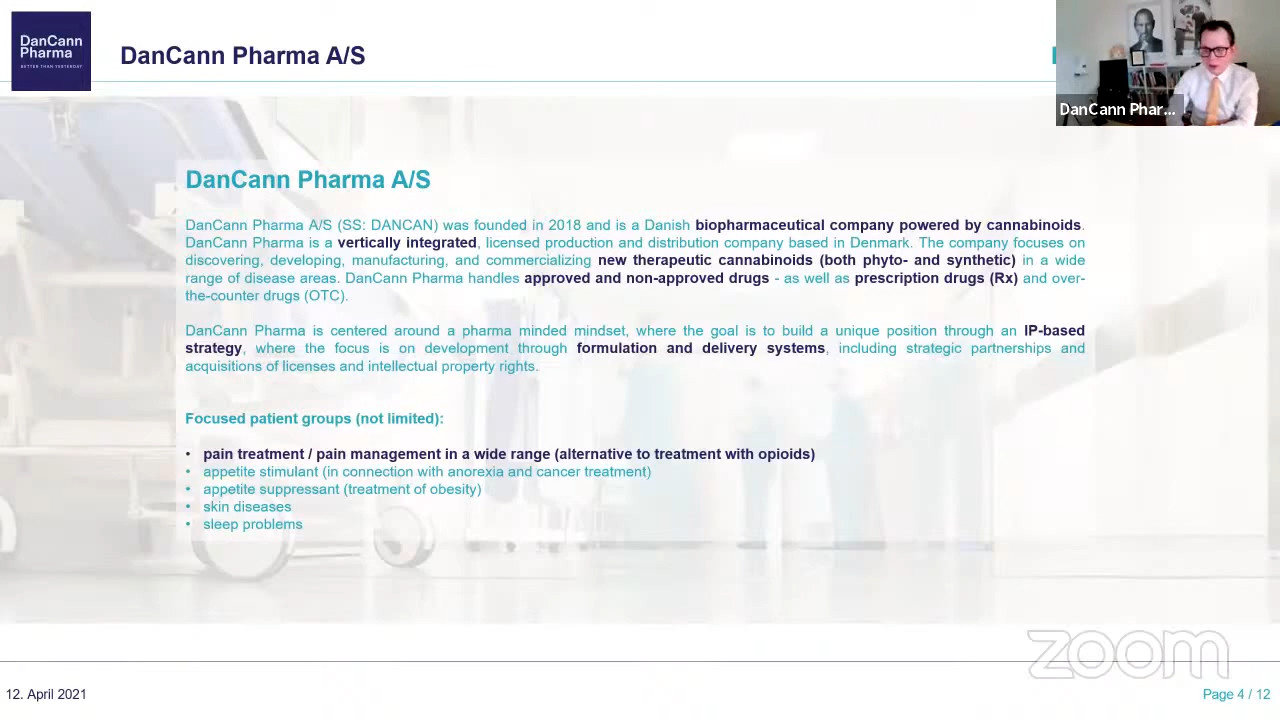 DanCann
Pharma
BETTER THAN YESTERDAY
DanCann Pharma A/S
DanCann Phar...
DanCann Pharma A/S
DanCann Pharma A/S (SS: DANCAN) was founded in 2018 and is a Danish biopharmaceutical company powered by cannabinoids.
DanCann Pharma is a vertically integrated, licensed production and distribution company based in Denmark. The company focuses on
discovering, developing, manufacturing, and commercializing new therapeutic cannabinoids (both phyto- and synthetic) in a wide
range of disease areas. DanCann Pharma handles approved and non-approved drugs - as well as prescription drugs (Rx) and over-
the-counter drugs (OTC).
DanCann Pharma is centered around a pharma minded mindset, where the goal is to build a unique position through an IP-based
strategy, where the focus is on development through formulation and delivery systems, including strategic partnerships and
acquisitions of licenses and intellectual property rights.
Focused patient groups (not limited):
• pain treatment / pain management in a wide range (alternative to treatment with opioids)
• appetite stimulant (in connection with anorexia and cancer treatment)
• appetite suppressant (treatment of obesity)
• skin diseases
• sleep problems
zoom
12. April 2021
Page 4 / 12